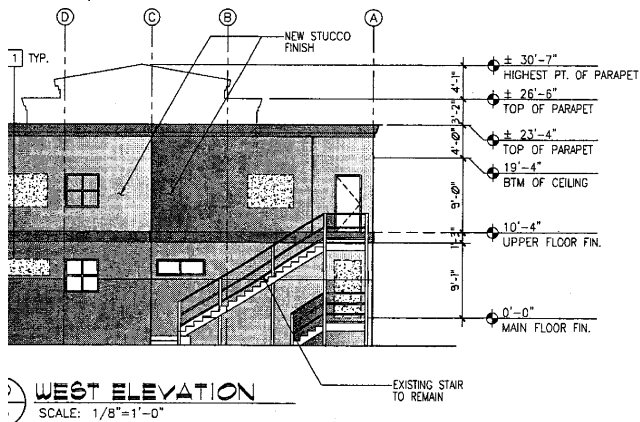 D
C
B
A
NEW STUCCO
FINISH
1 TYP.
± 30'-7"
HIGHEST PT. OF PARAPET
4'-1"
± 26'-6"
TOP OF PARAPET
3'-2"
± 23'-4"
TOP OF PARAPET
4'-0"
19'-4"
BTM OF CEILING
9'-0"
10'-4"
UPPER FLOOR FIN.
1'-3"
9'-1"
0'-0"
MAIN FLOOR FIN.
WEST ELEVATION
SCALE: 1/8"=1'-0"
EXISTING STAIR
TO REMAIN